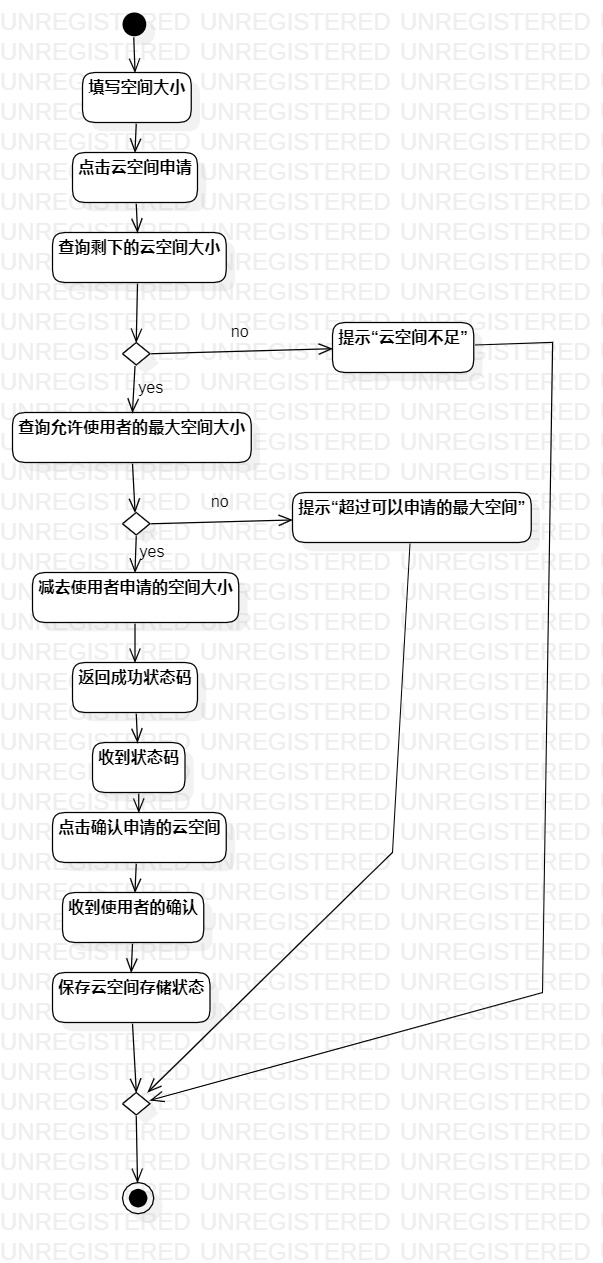 填写空间大小
点击云空间申请
查询剩下的云空间大小
no
提示“云空间不足”
yes
查询允许使用者的最大空间大小
no
提示“超过可以申请的最大空间”
yes
减去使用者申请的空间大小
返回成功状态码
收到状态码
点击确认申请的云空间
收到使用者的确认
保存云空间存储状态
UNREGISTERED